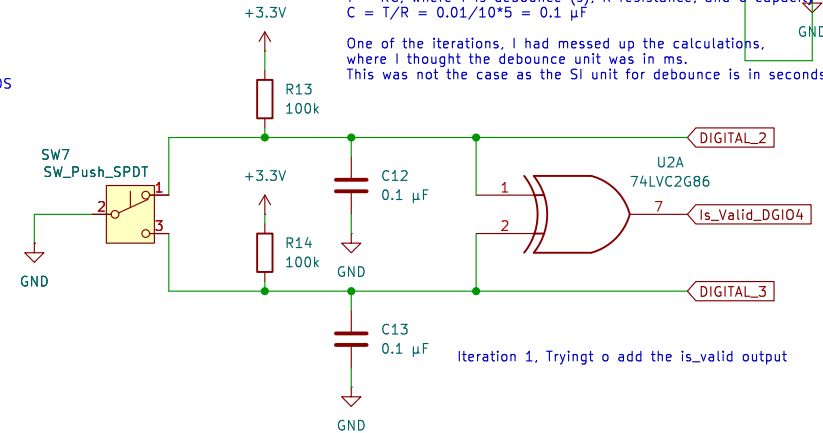 +3.3V
C = T/R = 0.01/10^5 = 0.1 µF
GND
One of the iterations, I had messed up the calculations,
where I thought the debounce unit was in ms.
This was not the case as the SI unit for debounce is in seconds
R13
100k
DIGITAL_2
SW7
SW_Push_SPDT
+3.3V
C12
0.1 µF
U2A
74LVC2G86
1
2
3
1
2
7
Is_Valid_DGIO4
R14
100k
GND
GND
DIGITAL_3
C13
0.1 µF
Iteration 1, Tryingt o add the is_valid output
GND